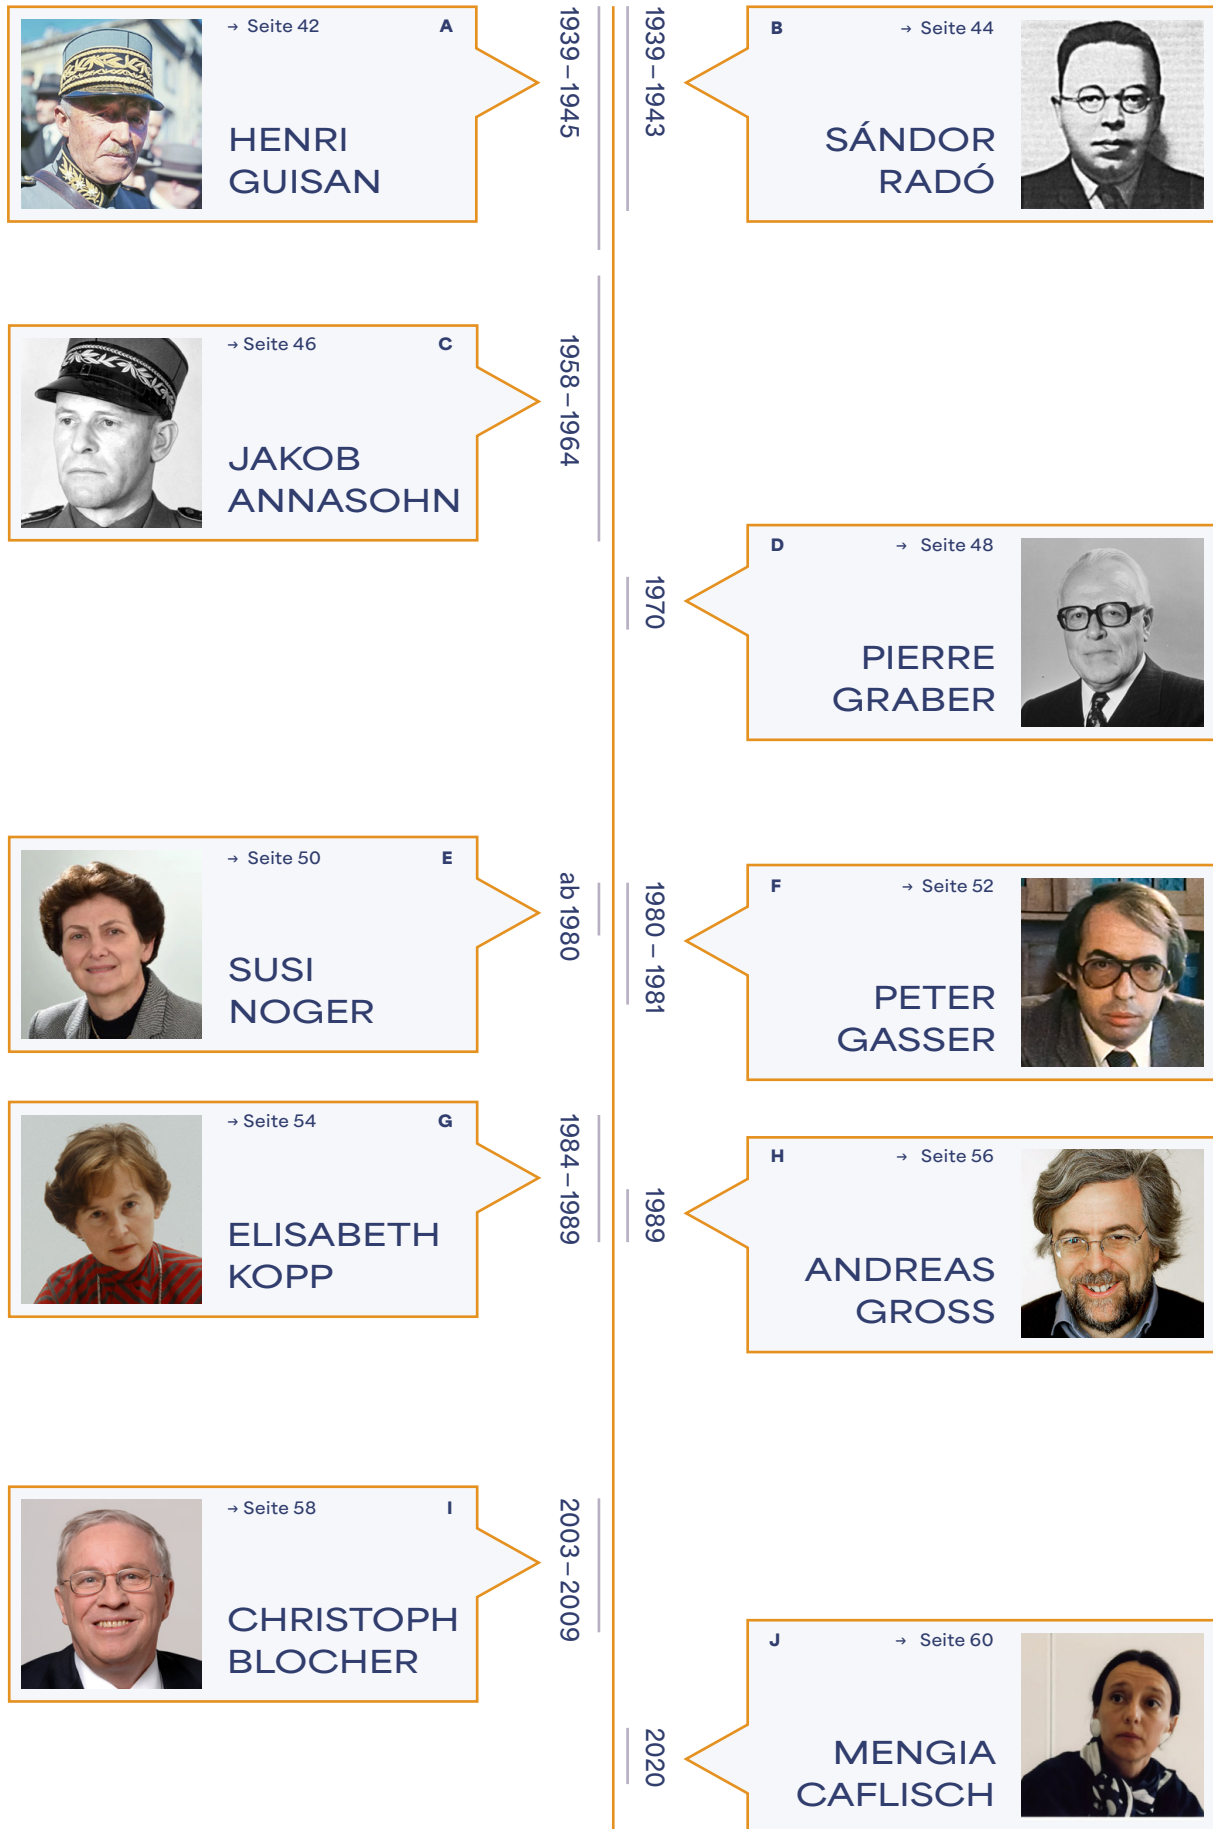 → Seite 42 A
HENRI
GUISAN
1939–1945
1939–1943
B → Seite 44
SÁNDOR
RADÓ
→ Seite 46 C
JAKOB
ANNASOHN
1958–1964
1970
D → Seite 48
PIERRE
GRABER
→ Seite 50 E
SUSI
NOGER
ab 1980
1980 – 1981
F → Seite 52
PETER
GASSER
→ Seite 54 G
ELISABETH
KOPP
1984–1989
1989
H → Seite 56
ANDREAS
GROSS
→ Seite 58 I
CHRISTOPH
BLOCHER
2003–2009
2020
J → Seite 60
MENGIA
CAFLISCH